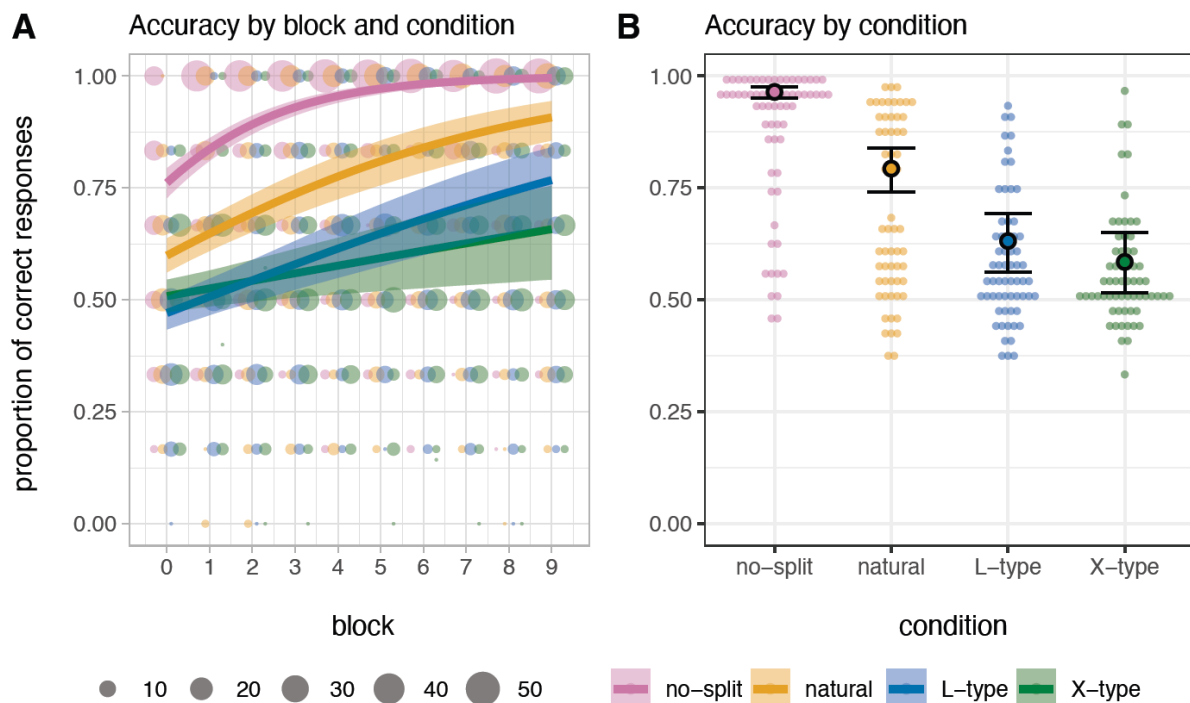 A
Accuracy by block and condition
proportion of correct responses
1.00
0.75
0.50
0.25
0.00
0 1 2 3 4 5 6 7 8 9
block
B
Accuracy by condition
1.00
0.75
0.50
0.25
0.00
no−split natural L−type X−type
condition
10 20 30 40 50
no−split natural L−type X−type